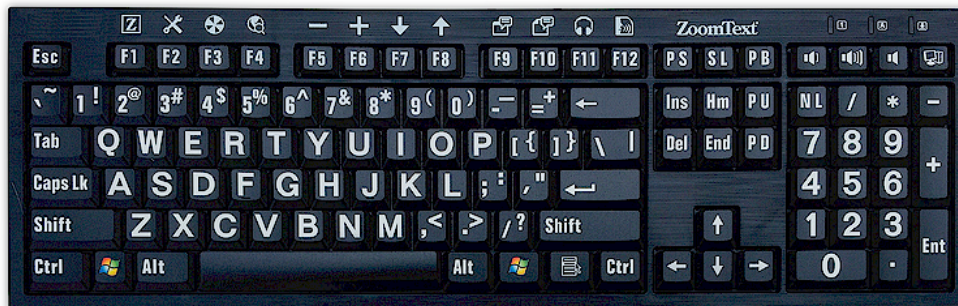 Z ZoomText 1 A
Esc F1 F2 F3 F4 F5 F6 F7 F8 F9 F10 F11 F12 PS SL PB
` ~ 1 ! 2 @ 3 # 4 $ 5 % 6 ^ 7 & 8 * 9 ( 0 ) - _ = + ← Ins Hm PU NL / * -
Tab Q W E R T Y U I O P [ { ] } \ | Del End PD 7 8 9 +
Caps Lk A S D F G H J K L ; : , " ↵ 4 5 6
Shift Z X C V B N M , < . > / ? Shift ↑ 1 2 3 Ent
Ctrl Alt Alt Ctrl ← ↓ → 0 .